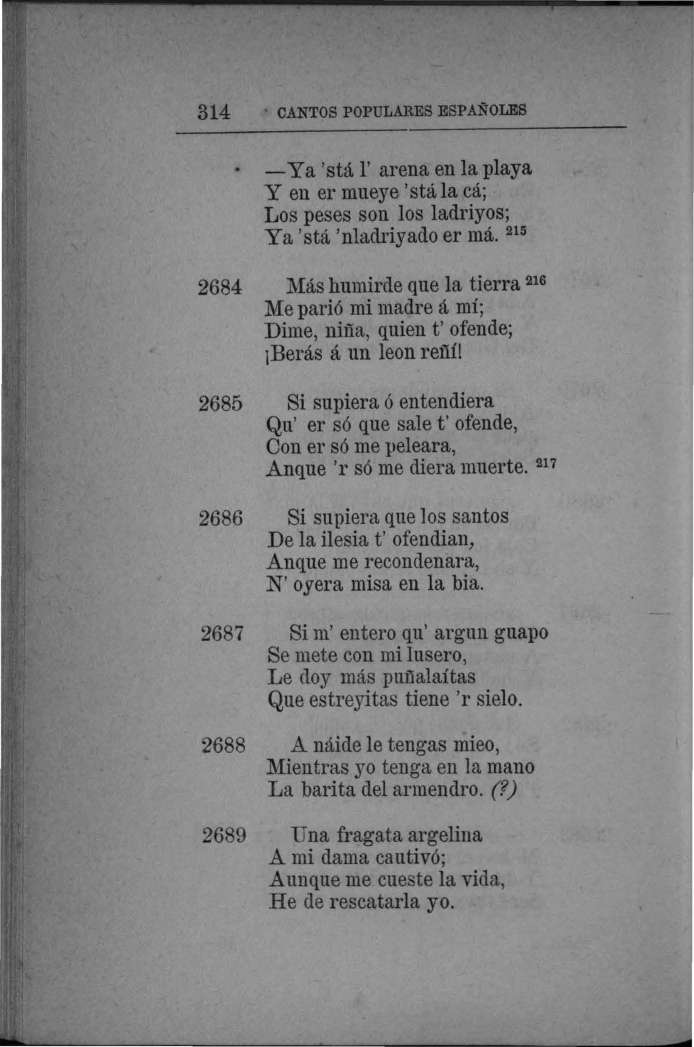 314 CANTOS POPULARES ESPAÑOLES
—Ya 'stá l' arena en la playa
Y en er mueye 'stá la cá;
Los peses son los ladriyos;
Ya 'stá 'nladriyado er má. 215
2684 Más humirde que la tierra 216
Me parió mi madre á mí;
Dime, niña, quien t' ofende;
¡Berás á un leon reñí!
2685 Si supiera ó entendiera
Qu' er só que sale t' ofende,
Con er só me peleara,
Anque 'r só me diera muerte. 217
2686 Si supiera que los santos
De la ilesia t' ofendian,
Anque me recondenara,
N' oyera misa en la bia.
2687 Si m' entero qu' argun guapo
Se mete con mi lusero,
Le doy más puñalaítas
Que estreyitas tiene 'r sielo.
2688 A náide le tengas mieo,
Mientras yo tenga en la mano
La barita del armendro. (?)
2689 Una fragata argelina
A mi dama cautivó;
Aunque me cueste la vida,
He de rescatarla yo.